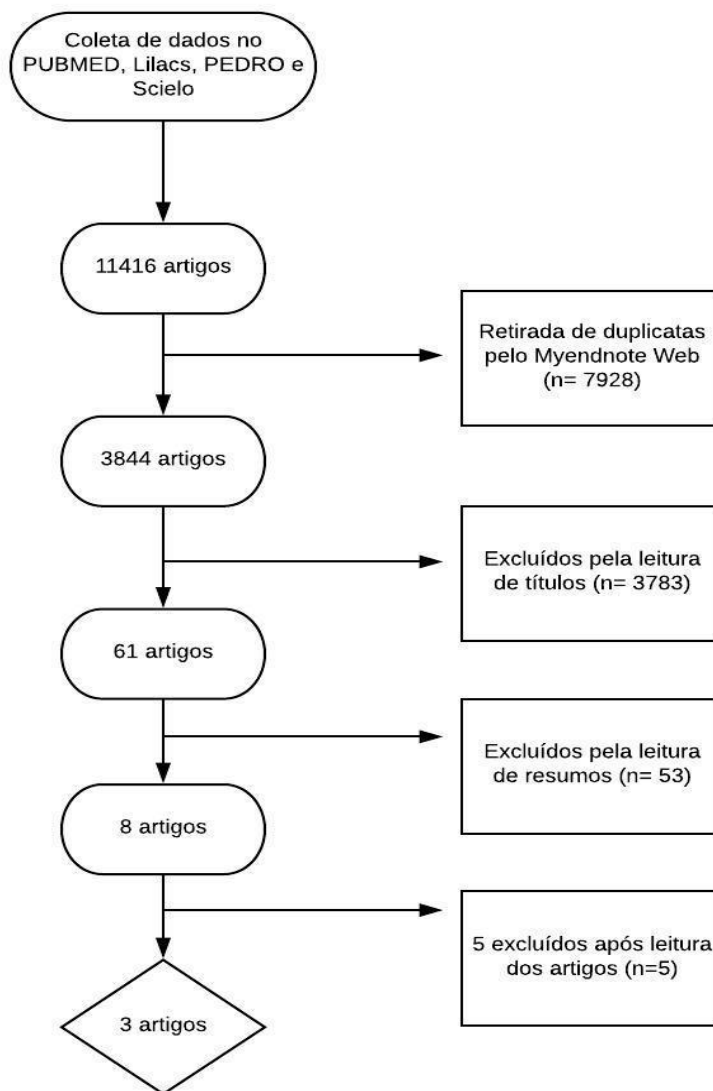 Coleta de dados no
PUBMED, Lilacs, PEDRO e
Scielo
11416 artigos
Retirada de duplicatas
pelo Myendnote Web
(n= 7928)
3844 artigos
Excluídos pela leitura
de títulos (n= 3783)
61 artigos
Excluídos pela leitura
de resumos (n= 53)
8 artigos
5 excluídos após leitura
dos artigos (n=5)
3 artigos